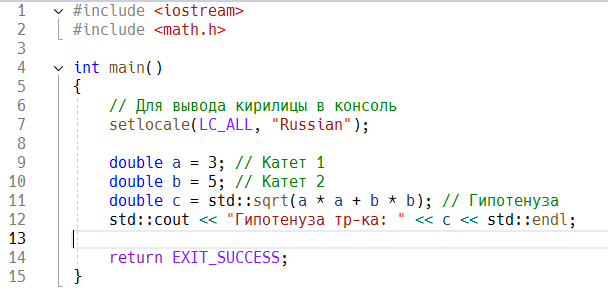 1 #include <iostream>
2 #include <math.h>
3
4 int main()
5 {
6     // Для вывода кирилицы в консоль
7     setlocale(LC_ALL, "Russian");
8
9     double a = 3; // Катет 1
10     double b = 5; // Катет 2
11     double c = std::sqrt(a * a + b * b); // Гипотенуза
12     std::cout << "Гипотенуза тр-ка: " << c << std::endl;
13
14     return EXIT_SUCCESS;
15 }